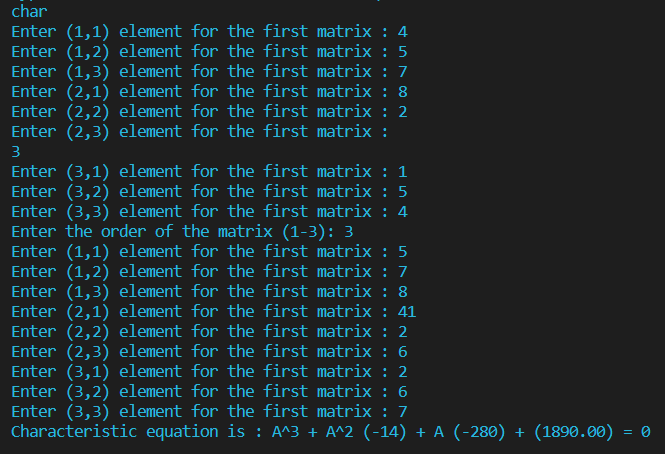 char
Enter (1,1) element for the first matrix : 4
Enter (1,2) element for the first matrix : 5
Enter (1,3) element for the first matrix : 7
Enter (2,1) element for the first matrix : 8
Enter (2,2) element for the first matrix : 2
Enter (2,3) element for the first matrix :
3
Enter (3,1) element for the first matrix : 1
Enter (3,2) element for the first matrix : 5
Enter (3,3) element for the first matrix : 4
Enter the order of the matrix (1-3): 3
Enter (1,1) element for the first matrix : 5
Enter (1,2) element for the first matrix : 7
Enter (1,3) element for the first matrix : 8
Enter (2,1) element for the first matrix : 41
Enter (2,2) element for the first matrix : 2
Enter (2,3) element for the first matrix : 6
Enter (3,1) element for the first matrix : 2
Enter (3,2) element for the first matrix : 6
Enter (3,3) element for the first matrix : 7
Characteristic equation is : A^3 + A^2 (-14) + A (-280) + (1890.00) = 0